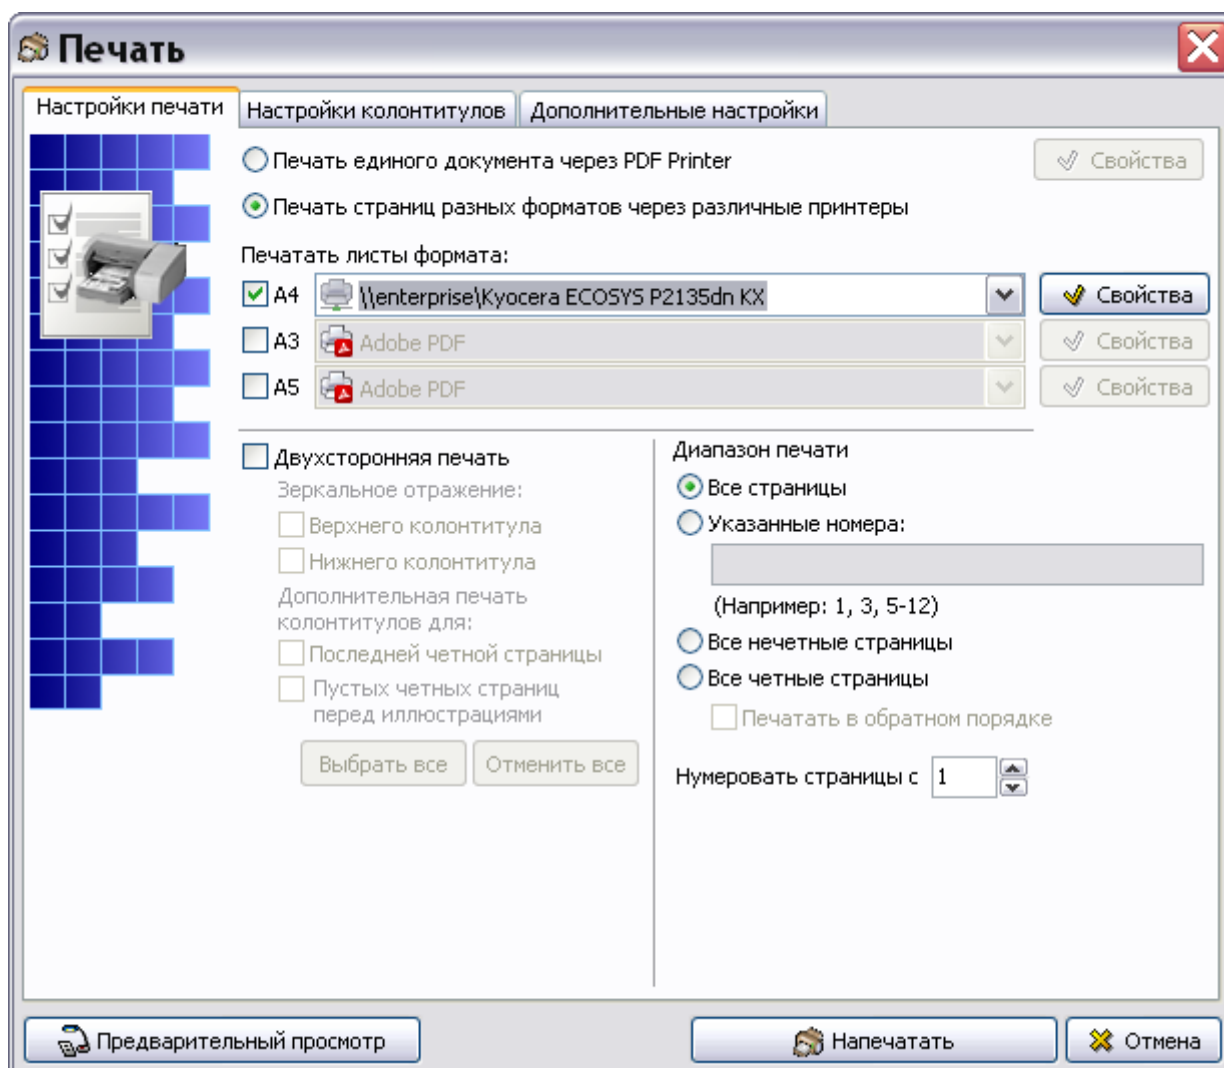 Печать
Настройки печати
Настройки колонтитулов
Дополнительные настройки
Печать единого документа через PDF Printer
Свойства
Печать страниц разных форматов через различные принтеры
Печатать листы формата:
A4
\\enterprise\Kyocera ECOSYS P2135dn KX
Свойства
A3
Adobe PDF
Свойства
A5
Adobe PDF
Свойства
Двухсторонняя печать
Зеркальное отражение:
Верхнего колонтитула
Нижнего колонтитула
Дополнительная печать
колонтитулов для:
Последней четной страницы
Пустых четных страниц
перед иллюстрациями
Выбрать все
Отменить все
Диапазон печати
Все страницы
Указанные номера:
(Например: 1, 3, 5-12)
Все нечетные страницы
Все четные страницы
Печатать в обратном порядке
Нумеровать страницы с
1
Предварительный просмотр
Напечатать
Отмена